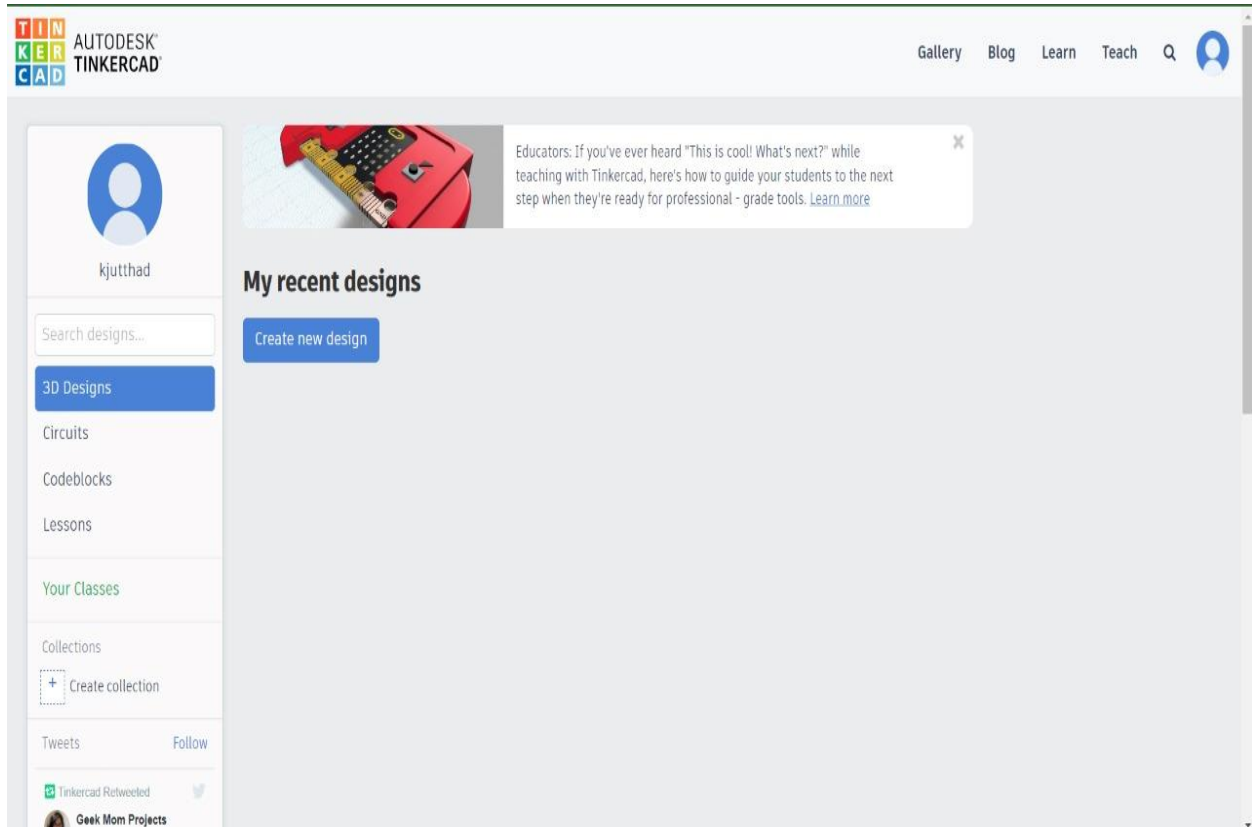 TIN
KER
CAD
AUTODESK®
TINKERCAD®
Gallery Blog Learn Teach
kjutthad
Search designs...
3D Designs
Circuits
Codeblocks
Lessons
Your Classes
Collections
+ Create collection
Tweets Follow
Tinkercad Retweeted
Geek Mom Projects
Educators: If you've ever heard "This is cool! What's next?" while
teaching with Tinkercad, here's how to guide your students to the next
step when they're ready for professional - grade tools. Learn more
My recent designs
Create new design